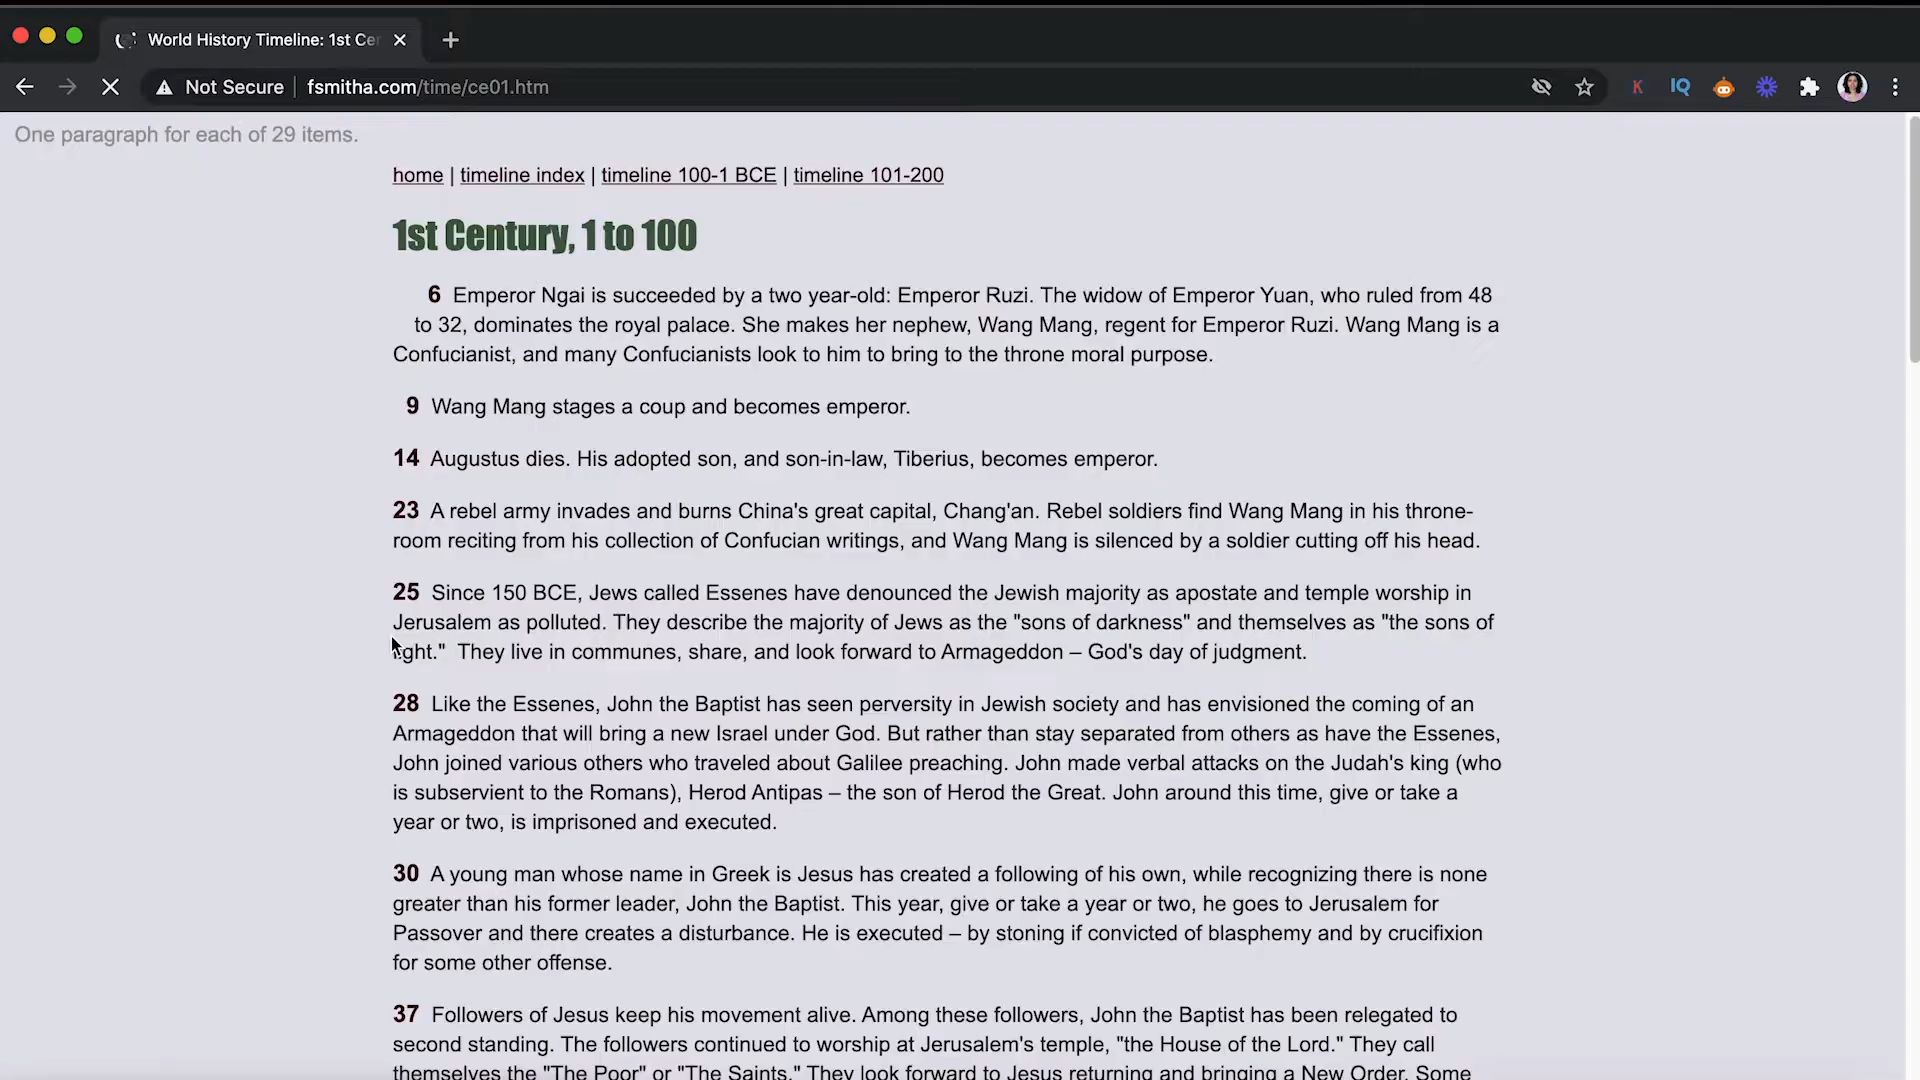 World History Timeline: 1st Cen
Not Secure | fsmitha.com/time/ce01.htm
K
IQ
One paragraph for each of 29 items.
home | timeline index | timeline 100-1 BCE | timeline 101-200
1st Century, 1 to 100
6 Emperor Ngai is succeeded by a two year-old: Emperor Ruzi. The widow of Emperor Yuan, who ruled from 48
to 32, dominates the royal palace. She makes her nephew, Wang Mang, regent for Emperor Ruzi. Wang Mang is a
Confucianist, and many Confucianists look to him to bring to the throne moral purpose.
9 Wang Mang stages a coup and becomes emperor.
14 Augustus dies. His adopted son, and son-in-law, Tiberius, becomes emperor.
23 A rebel army invades and burns China's great capital, Chang'an. Rebel soldiers find Wang Mang in his throne-
room reciting from his collection of Confucian writings, and Wang Mang is silenced by a soldier cutting off his head.
25 Since 150 BCE, Jews called Essenes have denounced the Jewish majority as apostate and temple worship in
Jerusalem as polluted. They describe the majority of Jews as the "sons of darkness" and themselves as "the sons of
light." They live in communes, share, and look forward to Armageddon – God's day of judgment.
28 Like the Essenes, John the Baptist has seen perversity in Jewish society and has envisioned the coming of an
Armageddon that will bring a new Israel under God. But rather than stay separated from others as have the Essenes,
John joined various others who traveled about Galilee preaching. John made verbal attacks on the Judah's king (who
is subservient to the Romans), Herod Antipas – the son of Herod the Great. John around this time, give or take a
year or two, is imprisoned and executed.
30 A young man whose name in Greek is Jesus has created a following of his own, while recognizing there is none
greater than his former leader, John the Baptist. This year, give or take a year or two, he goes to Jerusalem for
Passover and there creates a disturbance. He is executed – by stoning if convicted of blasphemy and by crucifixion
for some other offense.
37 Followers of Jesus keep his movement alive. Among these followers, John the Baptist has been relegated to
second standing. The followers continued to worship at Jerusalem's temple, "the House of the Lord." They call
themselves the "The Poor" or "The Saints." They look forward to Jesus returning and bringing a New Order. Some